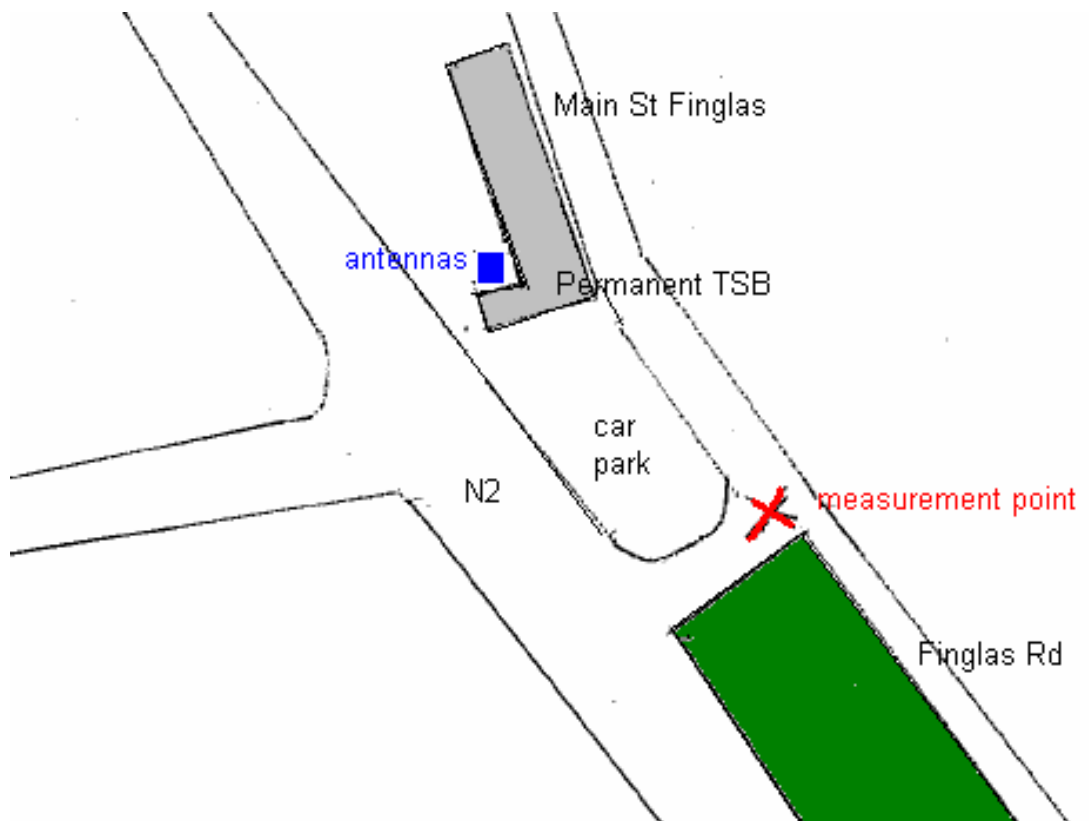 Main St Finglas
antennas
Permanent TSB
car
park
N2
measurement point
Finglas Rd